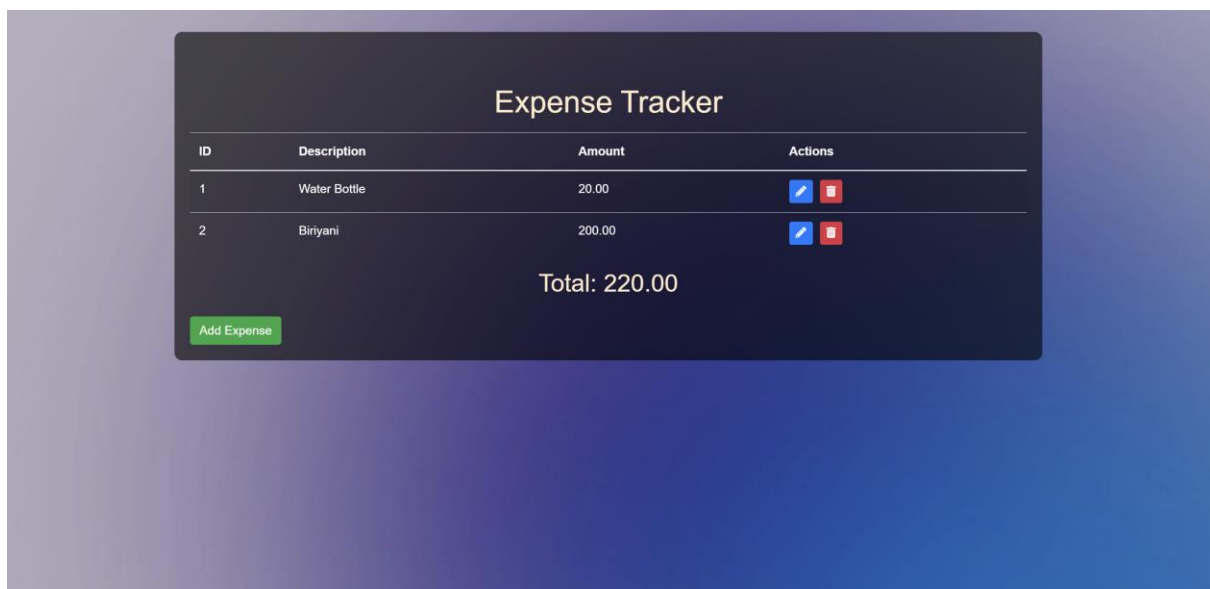 Expense Tracker
ID Description Amount Actions
1 Water Bottle 20.00
2 Biriyani 200.00
Total: 220.00
Add Expense